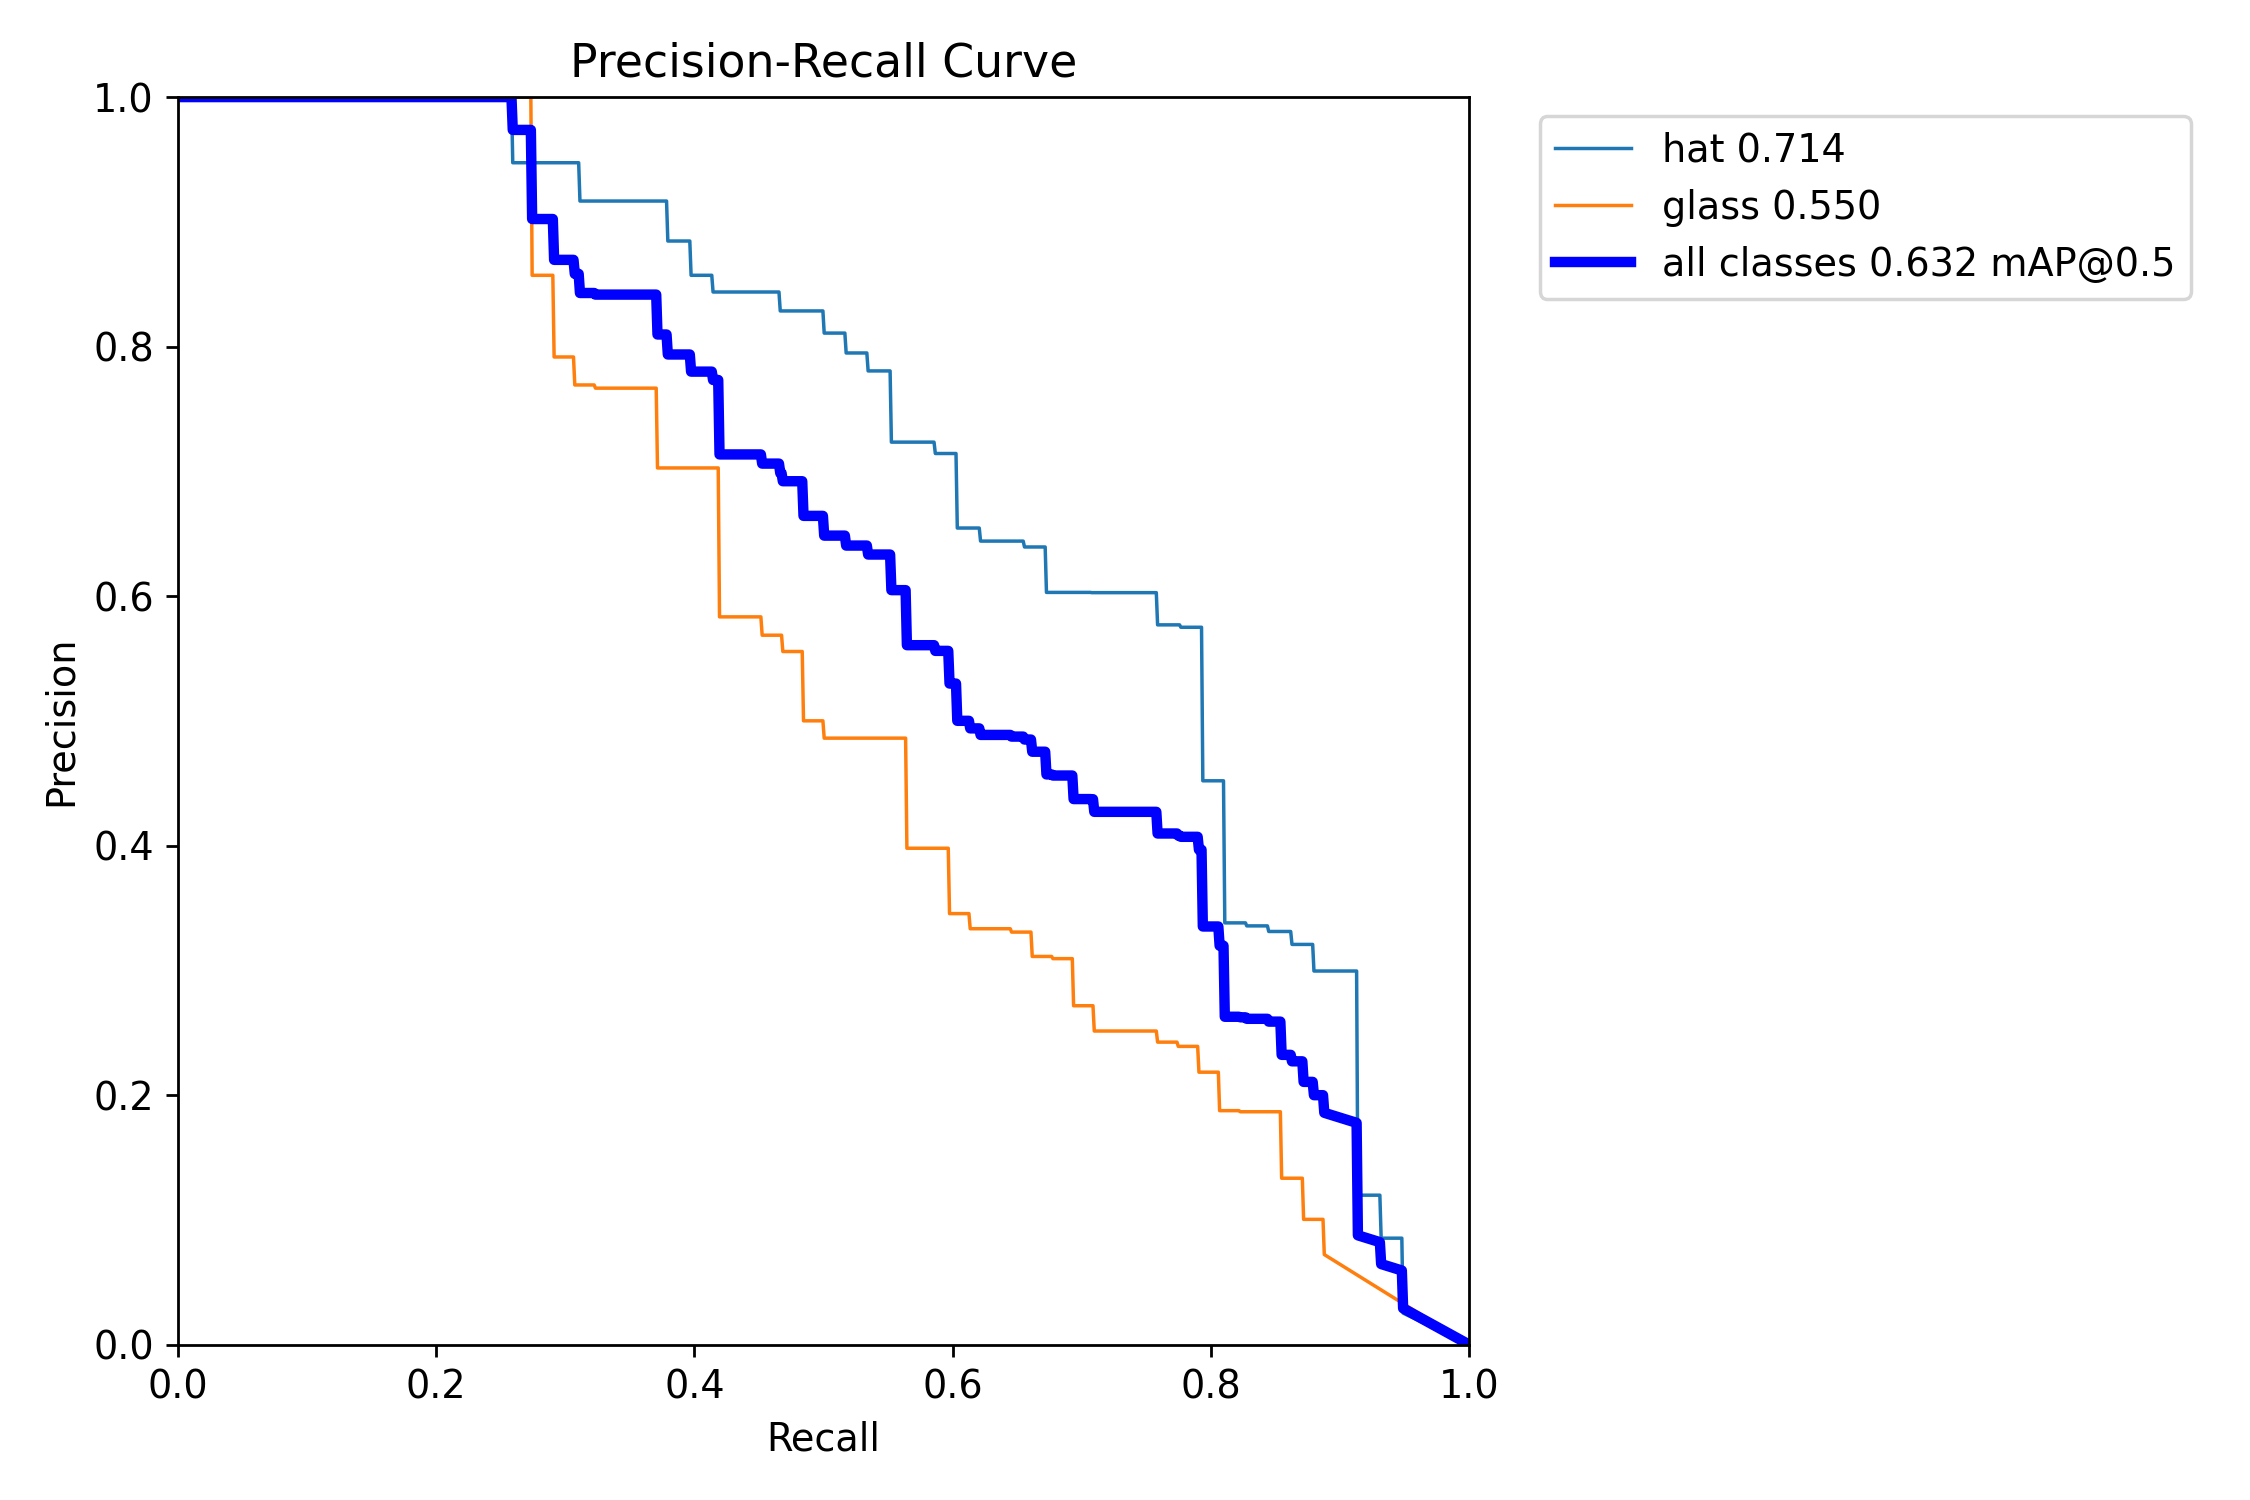 Precision-Recall Curve
1.0
0.8
0.6
0.4
0.2
0.0
Precision
0.0 0.2 0.4 0.6 0.8 1.0
Recall
hat 0.714
glass 0.550
all classes 0.632 mAP@0.5